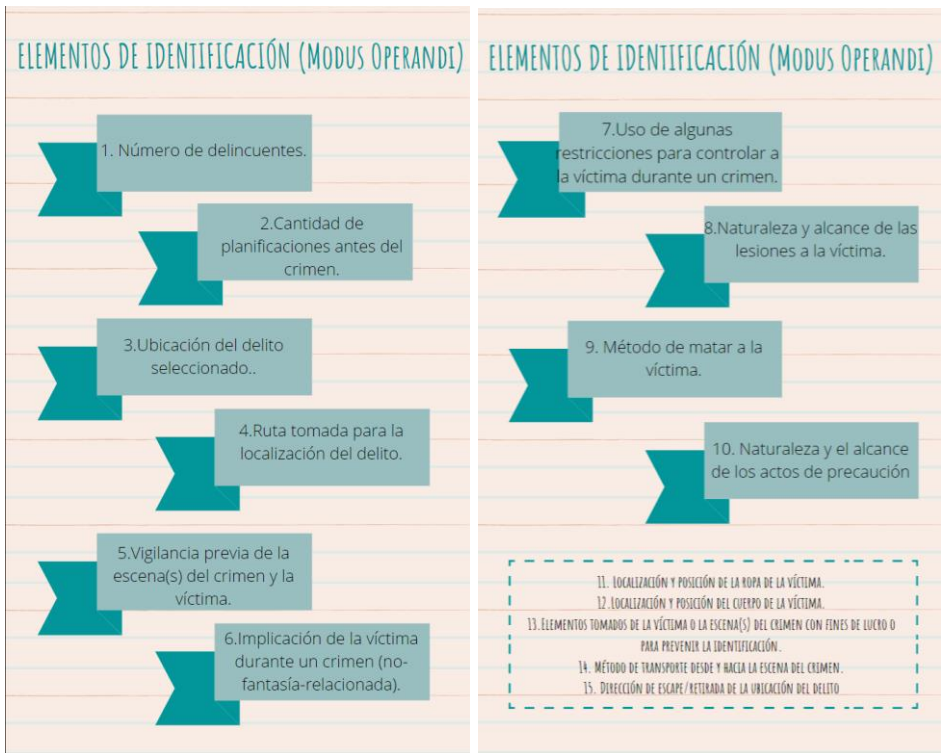 ELEMENTOS DE IDENTIFICACIÓN (MODUS OPERANDI)
1. Número de delincuentes.
2.Cantidad de
planificaciones antes del
crimen.
3.Ubicación del delito
seleccionado..
4.Ruta tomada para la
localización del delito.
5.Vigilancia previa de la
escena(s) del crimen y la
víctima.
6.Implicación de la víctima
durante un crimen (no-
fantasía-relacionada).
ELEMENTOS DE IDENTIFICACIÓN (MODUS OPERANDI)
7.Uso de algunas
restricciones para controlar a
la víctima durante un crimen.
8.Naturaleza y alcance de las
lesiones a la víctima.
9. Método de matar a la
víctima.
10. Naturaleza y el alcance
de los actos de precaución
11. LOCALIZACIÓN Y POSICIÓN DE LA ROPA DE LA VÍCTIMA.
12.LOCALIZACIÓN Y POSICIÓN DEL CUERPO DE LA VÍCTIMA.
13.ELEMENTOS TOMADOS DE LA VÍCTIMA O LA ESCENA(S) DEL CRIMEN CON FINES DE LUCRO O
PARA PREVENIR LA IDENTIFICACIÓN.
14. MÉTODO DE TRANSPORTE DESDE Y HACIA LA ESCENA DEL CRIMEN.
15. DIRECCIÓN DE ESCAPE/RETIRADA DE LA UBICACIÓN DEL DELITO